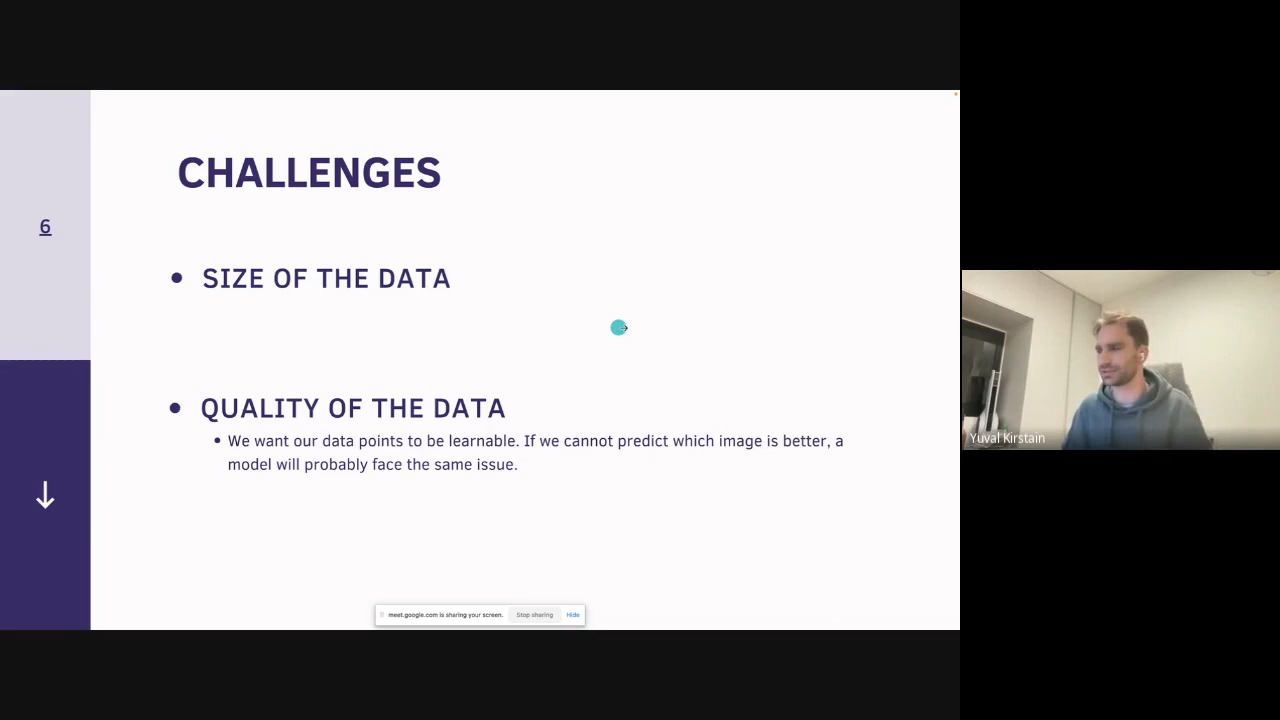 CHALLENGES
6
• SIZE OF THE DATA
• QUALITY OF THE DATA
• We want our data points to be learnable. If we cannot predict which image is better, a
model will probably face the same issue.
Yuval Kirstain
meet.google.com is sharing your screen. Stop sharing Hide